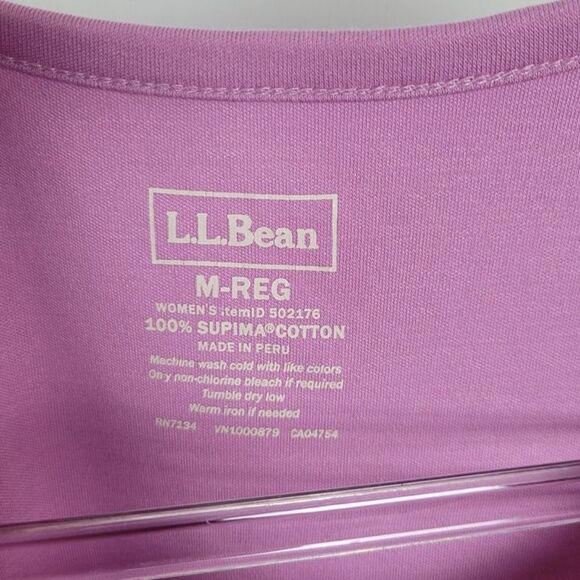 L.L.Bean
M-REG
WOMEN'S itemID 502176
100% SUPIMA® COTTON
MADE IN PERU
Machine wash cold with like colors
Only non-chlorine bleach if required
Tumble dry low
Warm iron if needed
RN7134 VN1000879 CA04754